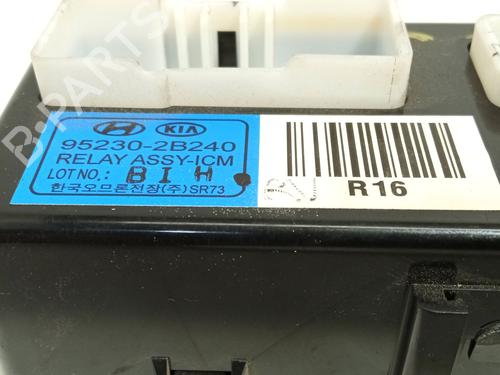 KIA
95230-2B240
RELAY ASSY-ICM
LOT NO.: B I H
한국오므론전장(주) SR73
R16
B-PARTS